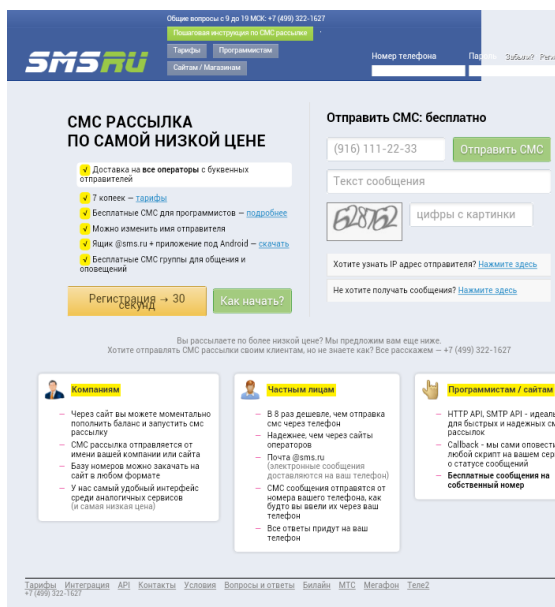 Общие вопросы с 9 до 19 МСК: +7 (499) 322-1627
Пошаговая инструкция по СМС рассылке
Тарифы Программистам
Сайтам / Магазинам
SMSRU
Номер телефона
Забыли?
СМС РАССЫЛКА
ПО САМОЙ НИЗКОЙ ЦЕНЕ
√ Доставка на все операторы с буквенных
отправителей
√ 7 копеек — тарифы
√ Бесплатные СМС для программистов — подробнее
√ Можно изменить имя отправителя
√ Ящик @sms.ru + приложение под Android — скачать
√ Бесплатные СМС группы для общения и
оповещений
Регистрация → 30
секунд
Как начать?
Отправить СМС: бесплатно
(916) 111-22-33
Отправить СМС
Текст сообщения
628762
цифры с картинки
Хотите узнать IP адрес отправителя? Нажмите здесь
Не хотите получать сообщения? Нажмите здесь
Вы рассылаете по более низкой цене? Мы предложим вам еще ниже.
Хотите отправлять СМС рассылки своим клиентам, но не знаете как? Все расскажем — +7 (499) 322-1627
Компаниям
– Через сайт вы можете моментально
пополнить баланс и запустить смс
рассылку
– СМС рассылка отправляется от
имени вашей компании или сайта
– Базу номеров можно закачать на
сайт в любом формате
– У нас самый удобный интерфейс
среди аналогичных сервисов
(и самая низкая цена)
Частным лицам
– В 8 раз дешевле, чем отправка
смс через телефон
– Надежнее, чем через сайты
операторов
– Почта @sms.ru
(электронные сообщения
доставляются на ваш телефон)
– СМС сообщения отправятся от
номера вашего телефона, как
будто вы ввели их через ваш
телефон
– Все ответы придут на ваш
телефон
Программистам / сайтам
– HTTP API, SMTP API -
для быстрых и надежных
рассылок
– Callback - мы сами
любой скрипт на вашем
о статусе сообщений
– Бесплатные сообщения на
собственный номер
Тарифы Интеграция API Контакты Условия Вопросы и ответы Билайн МТС Мегафон Теле2
+7 (499) 322-1627